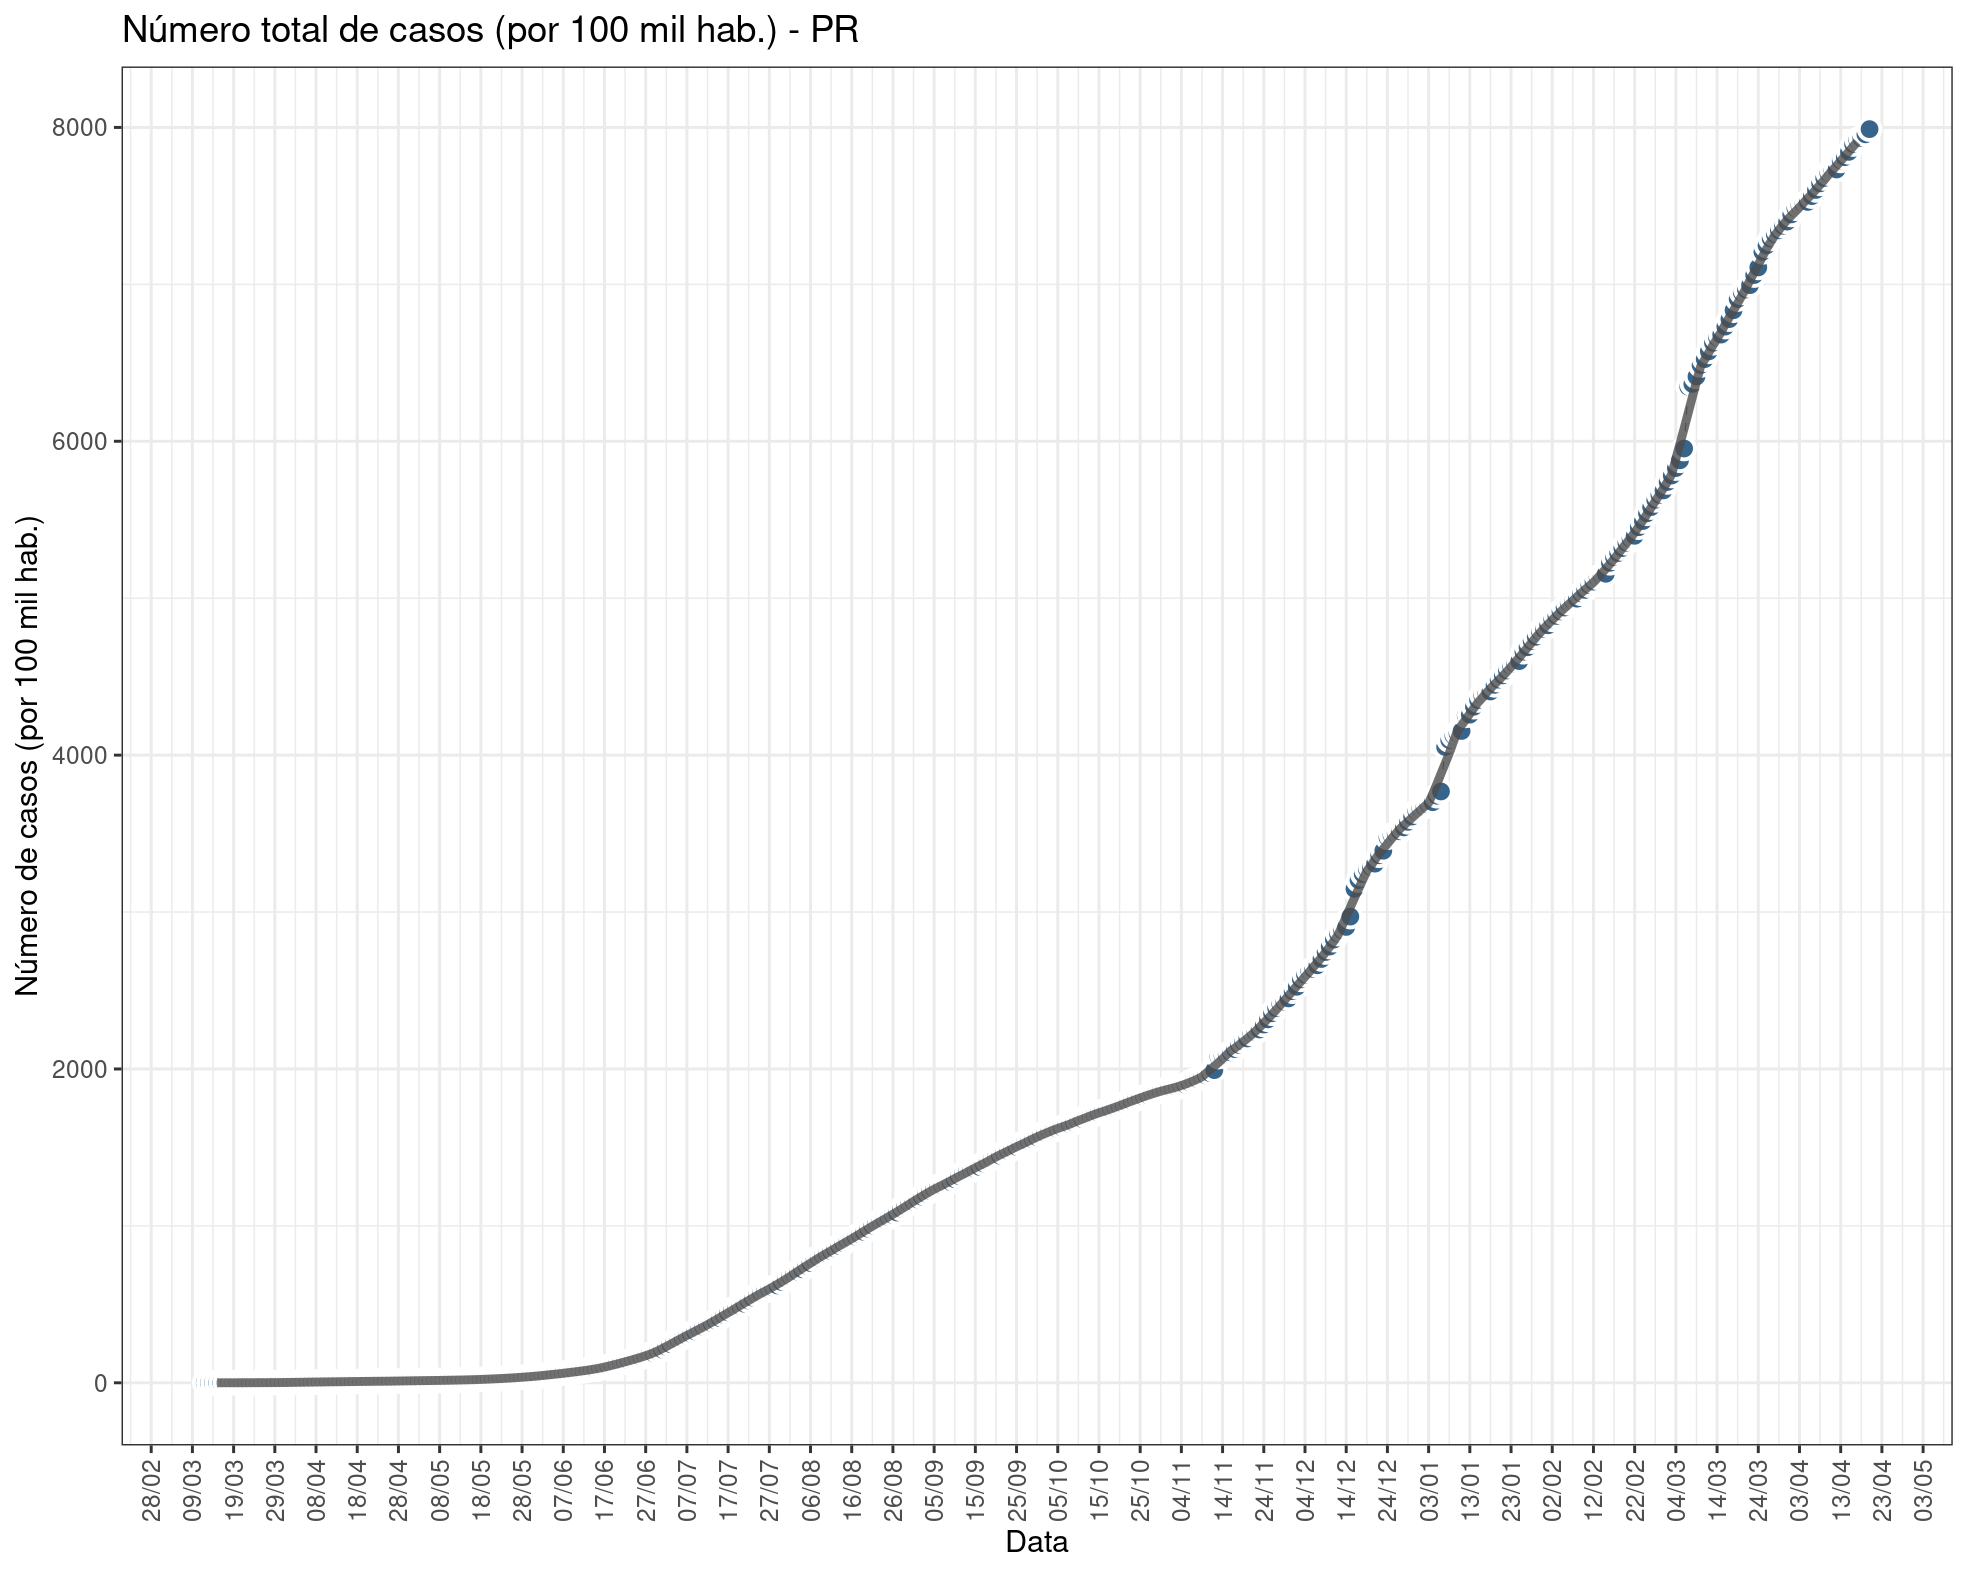 Número total de casos (por 100 mil hab.) - PR
Número de casos (por 100 mil hab.)
8000
6000
4000
2000
0
28/02 09/03 19/03 29/03 08/04 18/04 28/04 08/05 18/05 28/05 07/06 17/06 27/06 07/07 17/07 27/07 06/08 16/08 26/08 05/09 15/09 25/09 05/10 15/10 25/10 04/11 14/11 24/11 04/12 14/12 24/12 03/01 13/01 23/01 02/02 12/02 22/02 04/03 14/03 24/03 03/04 13/04 23/04 03/05
Data